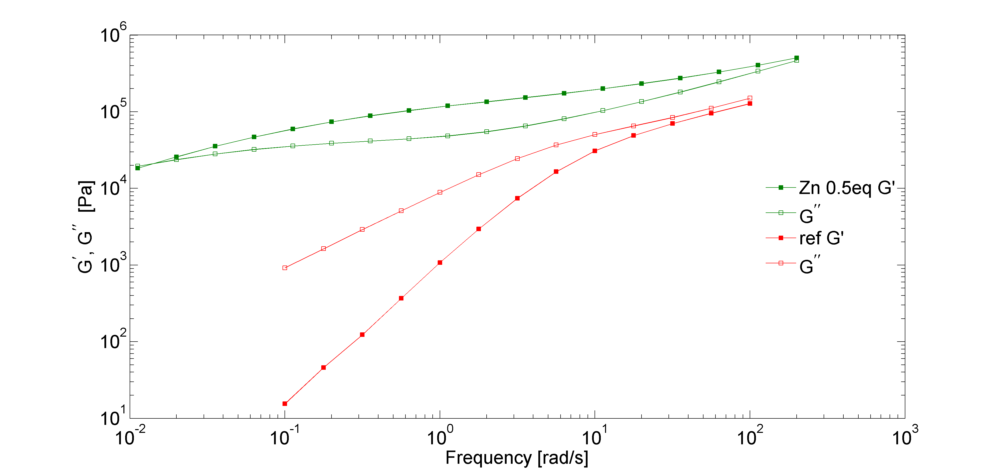 10^6
10^5
10^4
10^3
10^2
10^1
G′, G″ [Pa]
Zn 0.5eq G'
G″
ref G'
G″
10^-2 10^-1 10^0 10^1 10^2 10^3
Frequency [rad/s]